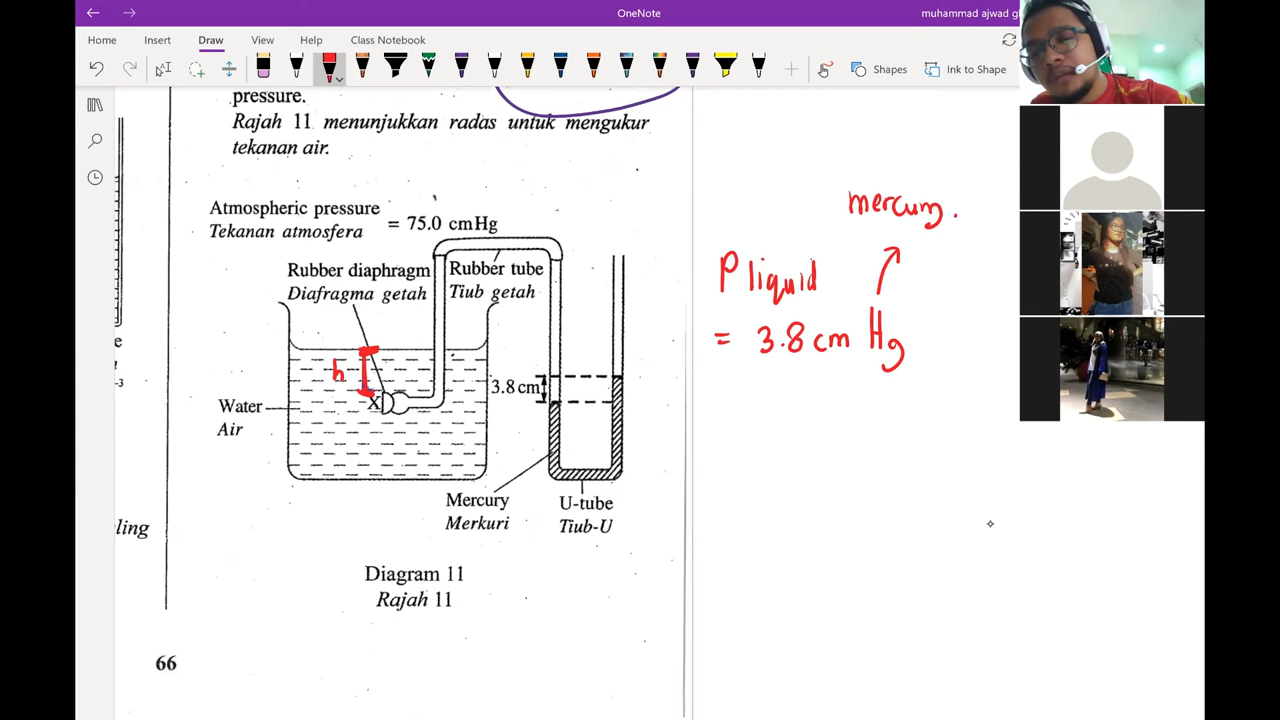 OneNote
muhammad ajwad g
Home Insert Draw View Help Class Notebook
Shapes
Ink to Shape
pressure.
Rajah 11 menunjukkan radas untuk mengukur
tekanan air.
Atmospheric pressure
Tekanan atmosfera
= 75.0 cmHg
Rubber diaphragm
Diafragma getah
Rubber tube
Tiub getah
h
X
3.8 cm
Water
Air
Mercury
Merkuri
U-tube
Tiub-U
Diagram 11
Rajah 11
66
e
-3
ling
mercury.
P liquid
= 3.8 cm Hg